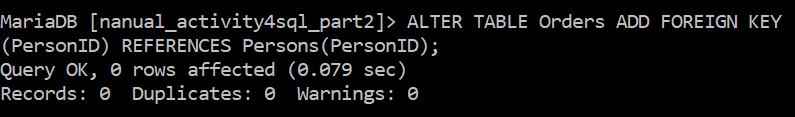 MariaDB [nanual_activity4sql_part2]> ALTER TABLE Orders ADD FOREIGN KEY
(PersonID) REFERENCES Persons(PersonID);
Query OK, 0 rows affected (0.079 sec)
Records: 0  Duplicates: 0  Warnings: 0